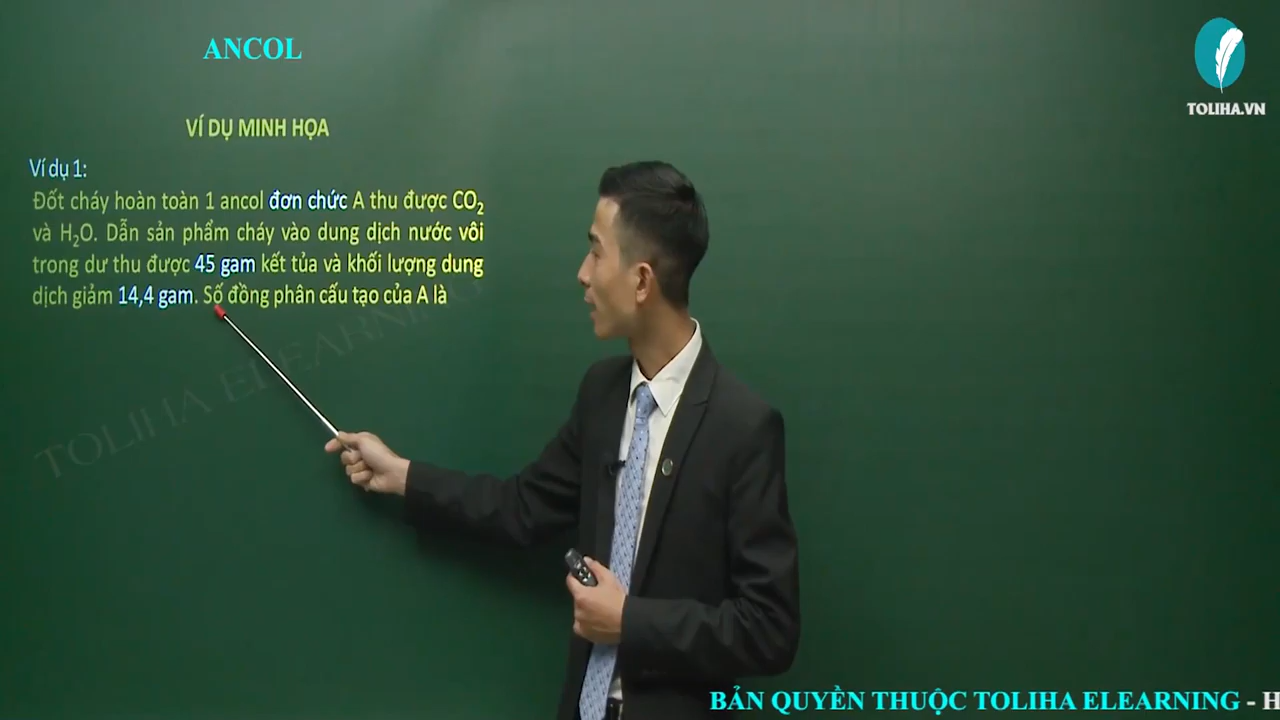 ANCOL
TOLIHA.VN
VÍ DỤ MINH HỌA
Ví dụ 1:
Đốt cháy hoàn toàn 1 ancol đơn chức A thu được CO₂
và H₂O. Dẫn sản phẩm cháy vào dung dịch nước vôi
trong dư thu được 45 gam kết tủa và khối lượng dung
dịch giảm 14,4 gam. Số đồng phân cấu tạo của A là
TOLIHA ELEARNING
BẢN QUYỀN THUỘC TOLIHA ELEARNING - H